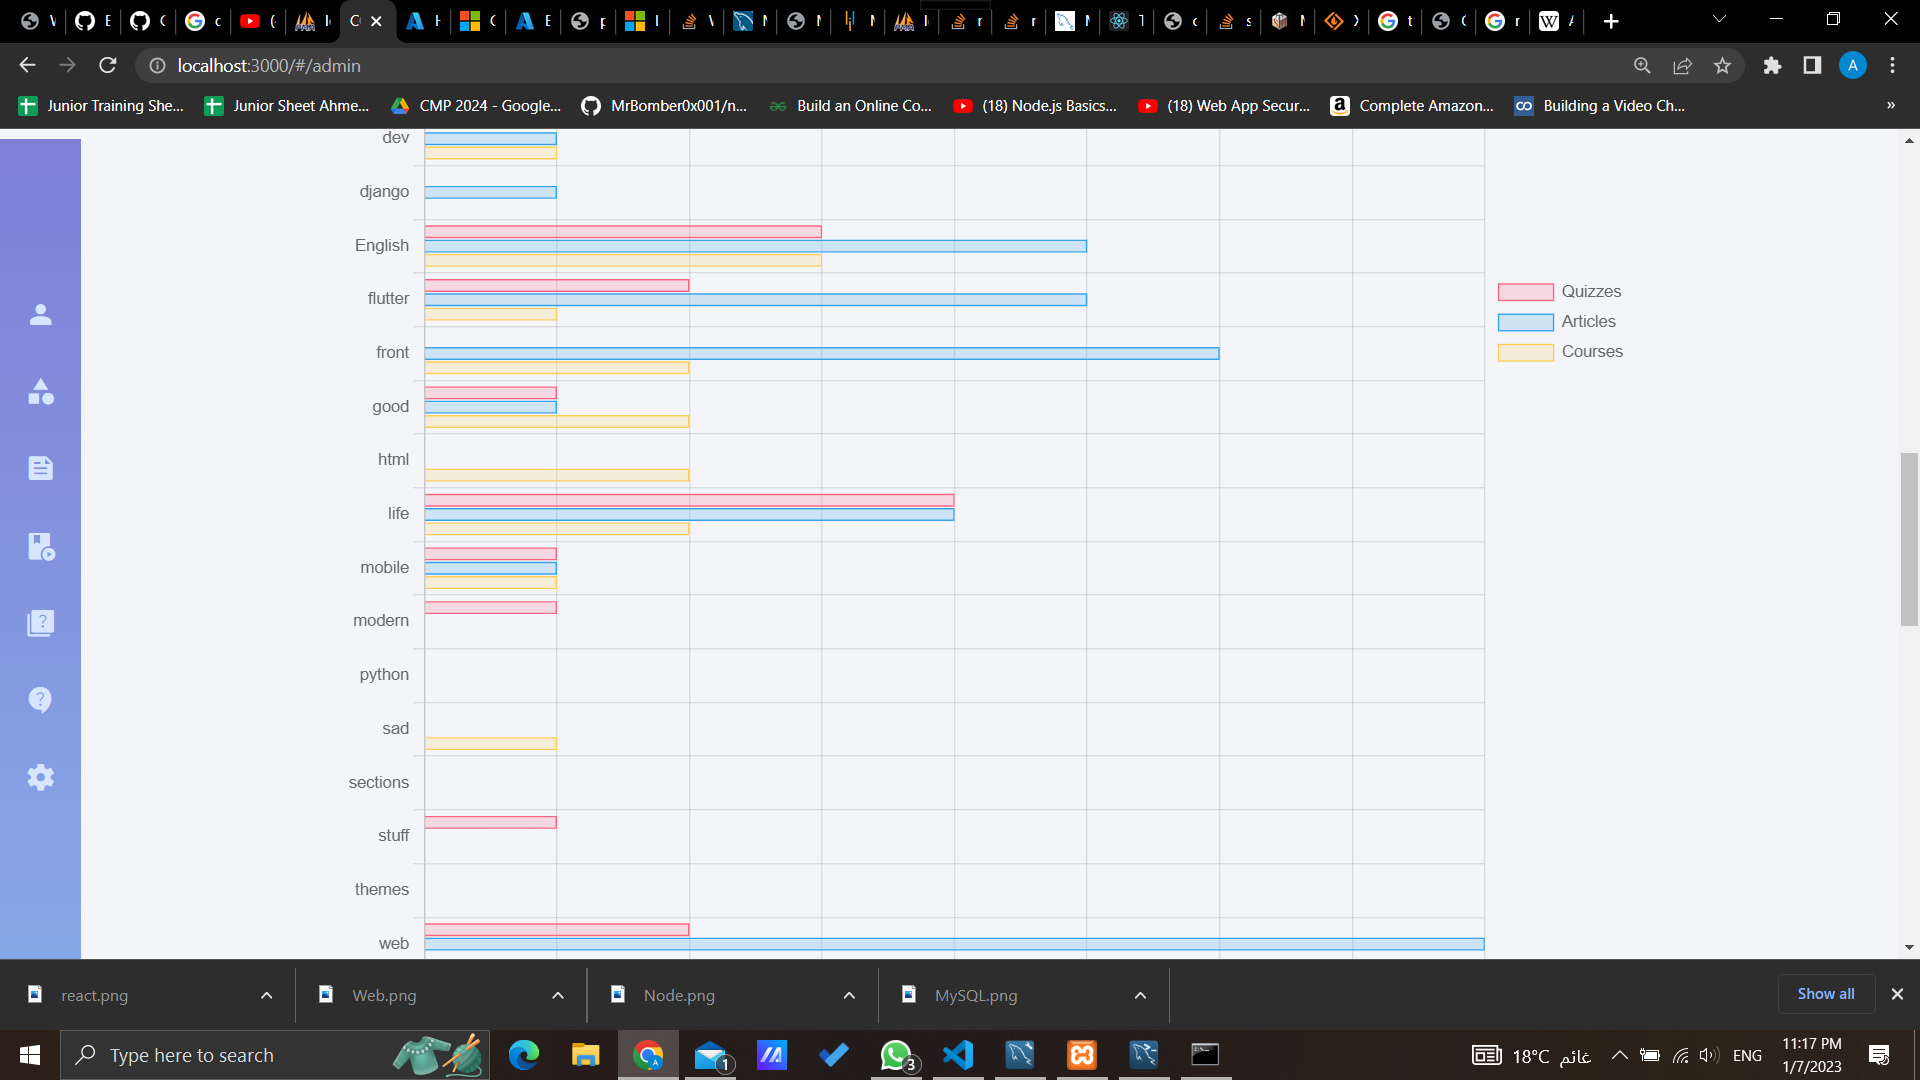 localhost:3000/#/admin
Junior Training She... Junior Sheet Ahme... CMP 2024 - Google... MrBomber0x001/n... Build an Online Co... (18) Node.js Basics... (18) Web App Secur... Complete Amazon... Building a Video Ch... »
dev
django
English
flutter
front
good
html
life
mobile
modern
python
sad
sections
stuff
themes
web
Quizzes
Articles
Courses
react.png Web.png Node.png MySQL.png Show all
Type here to search
1
3
18°C غائم
ENG
11:17 PM
1/7/2023
A